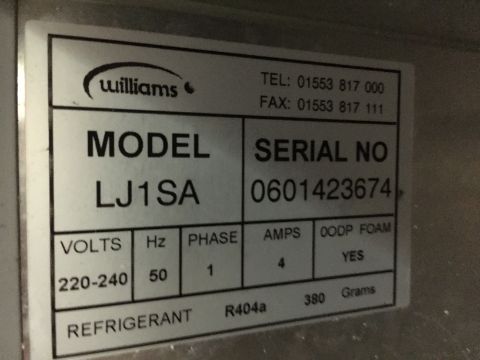 williams
TEL: 01553 817 000
FAX: 01553 817 111
MODEL
LJ1SA
SERIAL NO
0601423674
VOLTS
220-240
Hz
50
PHASE
1
AMPS
4
0ODP FOAM
YES
REFRIGERANT R404a 380 Grams